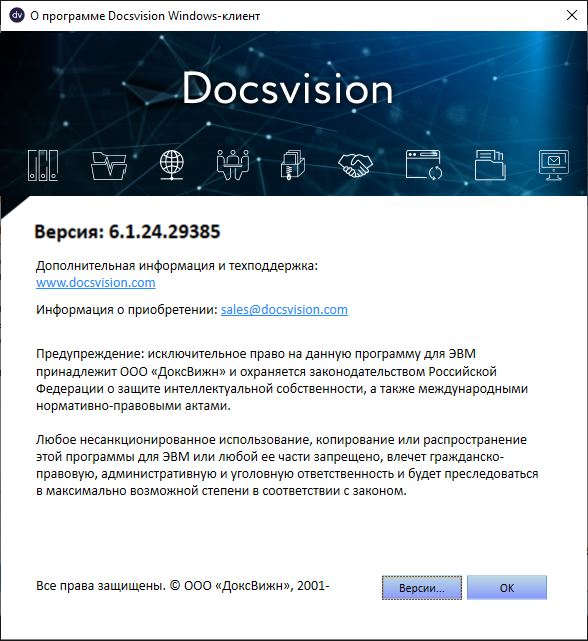 dv О программе Docsvision Windows-клиент
Docsvision
Версия: 6.1.24.29385
Дополнительная информация и техподдержка:
www.docsvision.com
Информация о приобретении: sales@docsvision.com
Предупреждение: исключительное право на данную программу для ЭВМ
принадлежит ООО «ДоксВижн» и охраняется законодательством Российской
Федерации о защите интеллектуальной собственности, а также международными
нормативно-правовыми актами.
Любое несанкционированное использование, копирование или распространение
этой программы для ЭВМ или любой ее части запрещено, влечет гражданско-
правовую, административную и уголовную ответственность и будет преследоваться
в максимально возможной степени в соответствии с законом.
Все права защищены. © ООО «ДоксВижн», 2001-
Версии... ОК